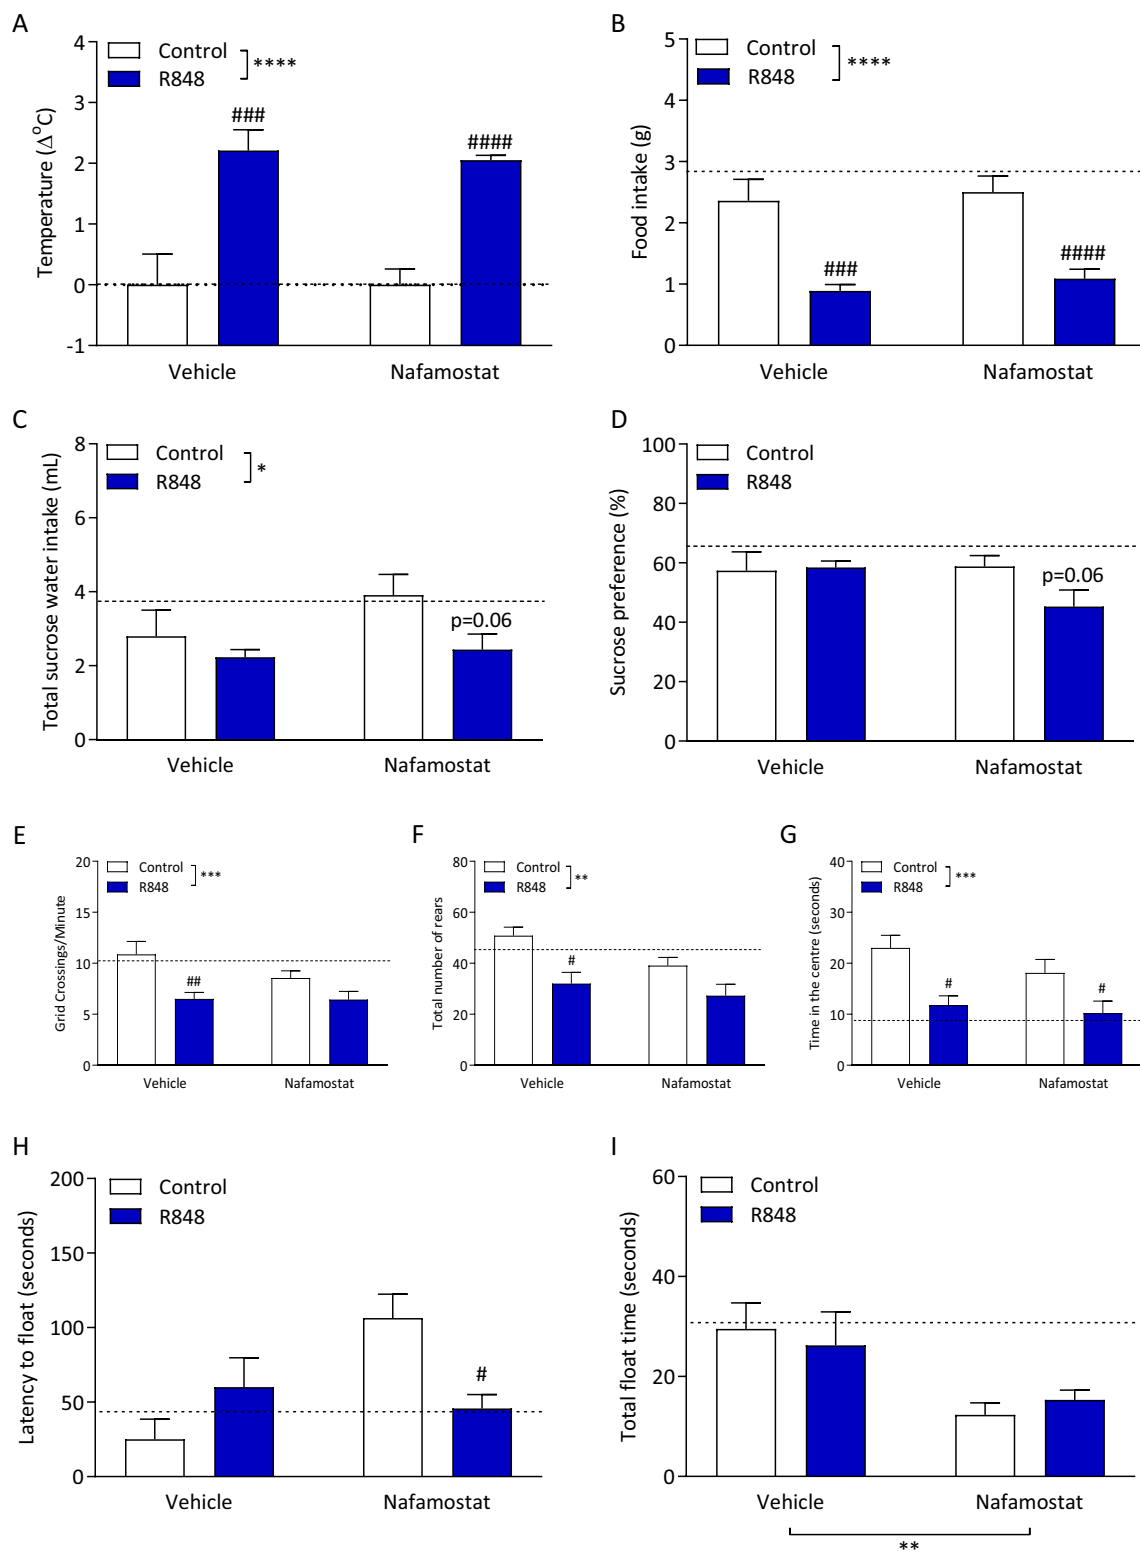 A
Temperature (Δ°C)
4
3
2
1
0
-1
Control
R848
****
###
####
Vehicle
Nafamostat
B
Food intake (g)
5
4
3
2
1
0
Control
R848
****
###
####
Vehicle
Nafamostat
C
Total sucrose water intake (mL)
8
6
4
2
0
Control
R848
*
p=0.06
Vehicle
Nafamostat
D
Sucrose preference (%)
100
80
60
40
20
0
Control
R848
p=0.06
Vehicle
Nafamostat
E
Grid Crossings/Minute
20
15
10
5
0
Control
R848
***
##
Vehicle
Nafamostat
F
Total number of rears
80
60
40
20
0
Control
R848
**
#
Vehicle
Nafamostat
G
Time in the centre (seconds)
40
30
20
10
0
Control
R848
***
#
#
Vehicle
Nafamostat
H
Latency to float (seconds)
200
150
100
50
0
Control
R848
#
Vehicle
Nafamostat
I
Total float time (seconds)
60
40
20
0
Control
R848
Vehicle
Nafamostat
**